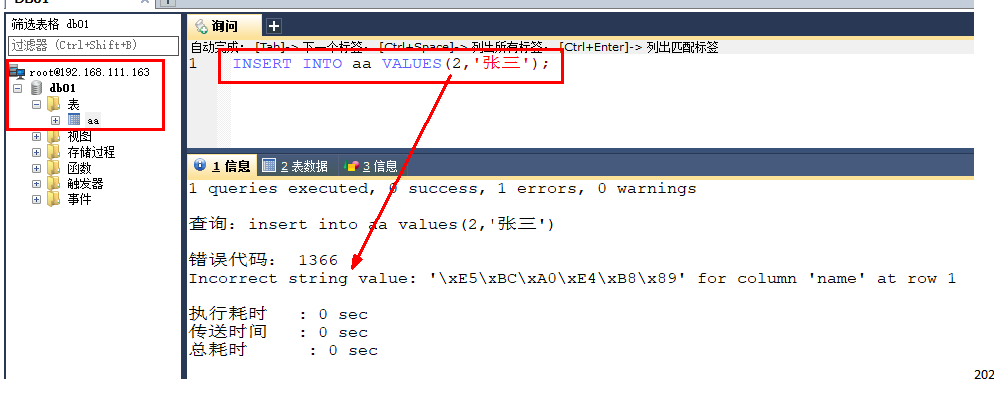 DB01
筛选表格 db01
过滤器 (Ctrl+Shift+B)
root@192.168.111.163
db01
表
aa
视图
存储过程
函数
触发器
事件
询问
自动完成： [Tab]-> 下一个标签， [Ctrl+Space]-> 列出所有标签， [Ctrl+Enter]-> 列出匹配标签
1 INSERT INTO aa VALUES(2,'张三');
1 信息 2 表数据 3 信息
1 queries executed, 0 success, 1 errors, 0 warnings
查询：insert into aa values(2,'张三')
错误代码： 1366
Incorrect string value: '\xE5\xBC\xA0\xE4\xB8\x89' for column 'name' at row 1
执行耗时 : 0 sec
传送时间 : 0 sec
总耗时 : 0 sec
202